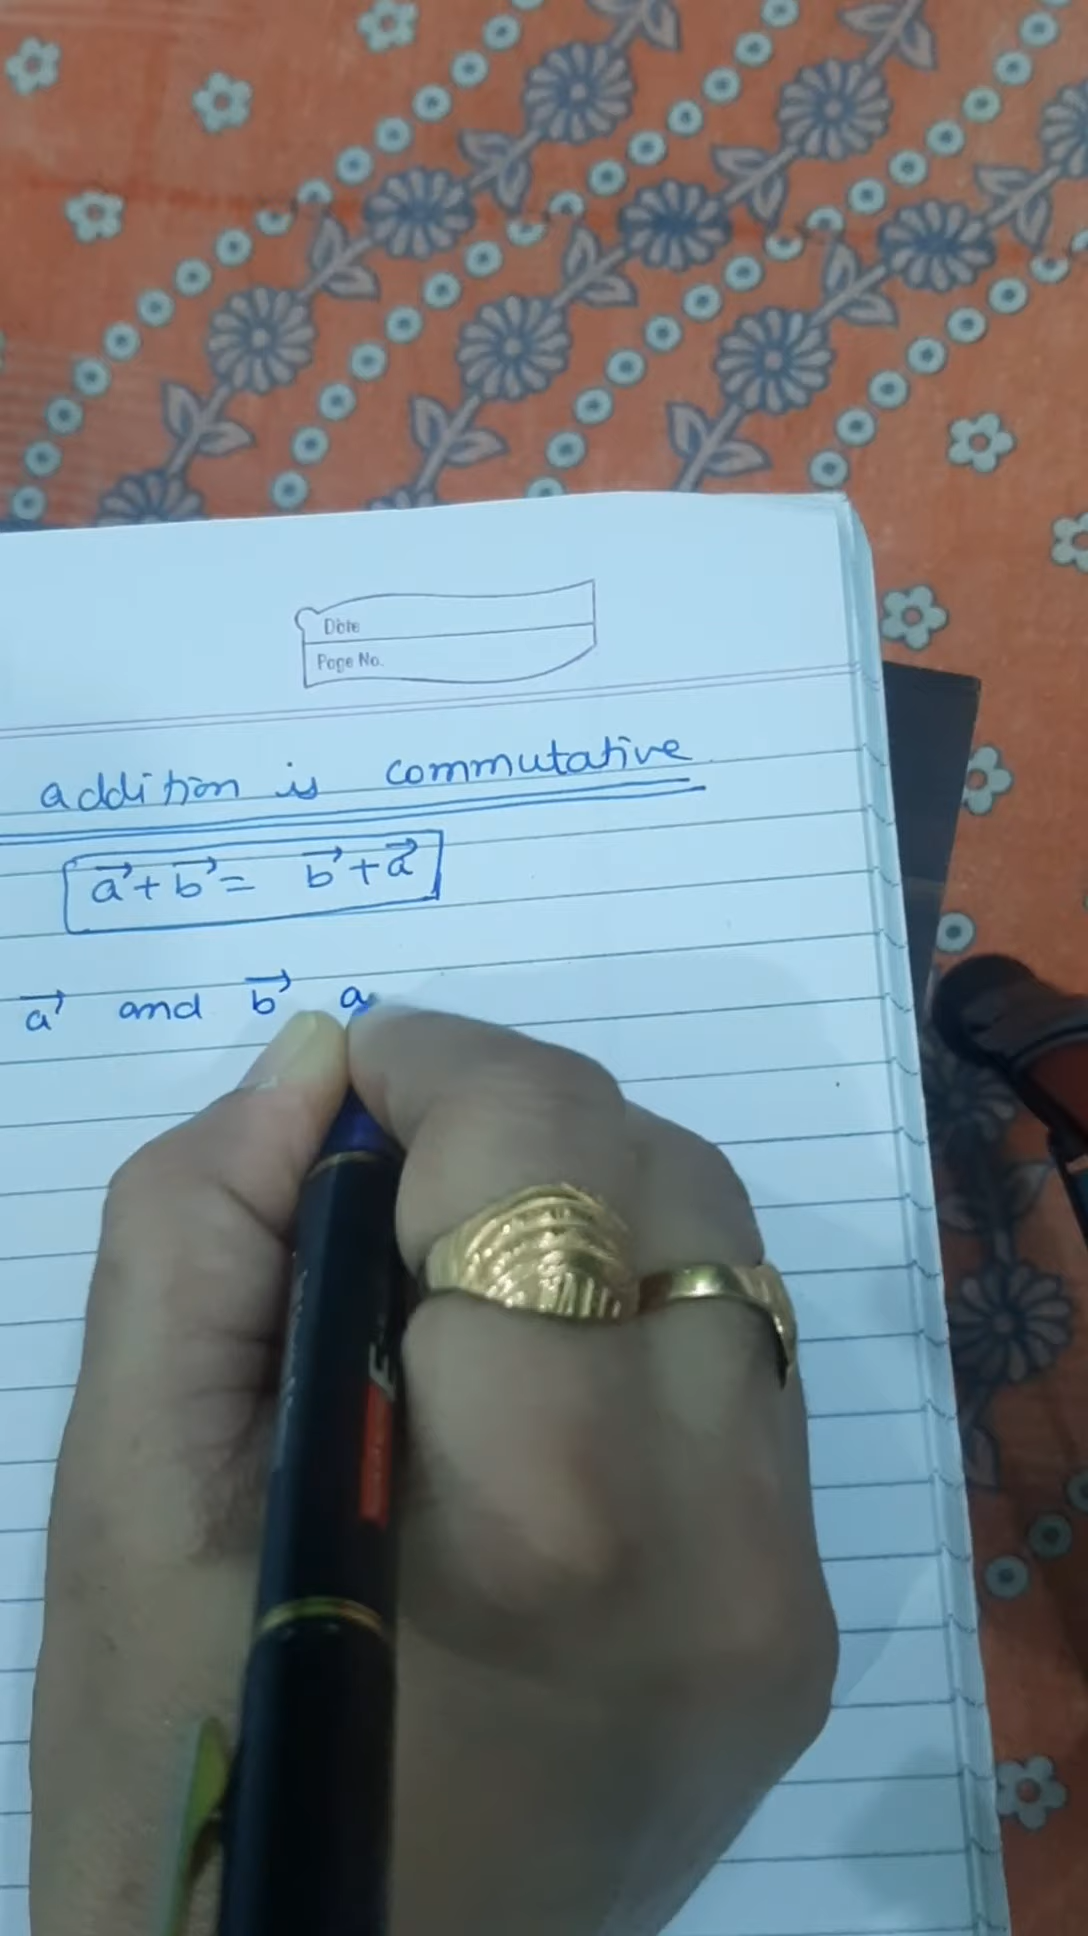 Date
Page No.
addition is commutative
a⃗ + b⃗ = b⃗ + a⃗
a⃗ and b⃗ a